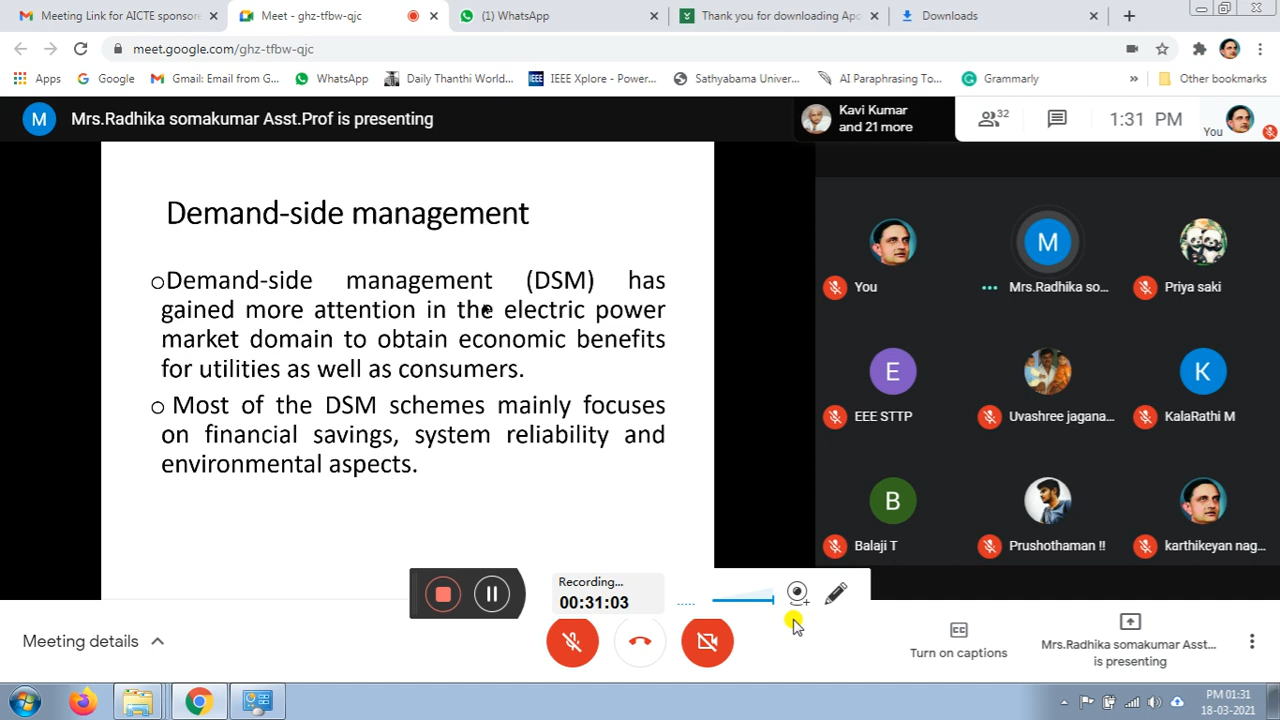 Meeting Link for AICTE sponsore
Meet - ghz-tfbw-qjc
(1) WhatsApp
Thank you for downloading Apo
Downloads
meet.google.com/ghz-tfbw-qjc
Apps
Google
Gmail: Email from G...
WhatsApp
Daily Thanthi World...
IEEE Xplore - Power...
Sathyabama Univer...
AI Paraphrasing To...
Grammarly
»
Other bookmarks
M
Mrs.Radhika somakumar Asst.Prof is presenting
Kavi Kumar
and 21 more
32
1:31 PM
You
Demand-side management
oDemand-side management (DSM) has
gained more attention in the electric power
market domain to obtain economic benefits
for utilities as well as consumers.
o Most of the DSM schemes mainly focuses
on financial savings, system reliability and
environmental aspects.
You
M
Mrs.Radhika so...
Priya saki
E
EEE STTP
Uvashree jagana...
K
KalaRathi M
B
Balaji T
Prushothaman !!
karthikeyan nag...
Recording...
00:31:03
Meeting details
Turn on captions
Mrs.Radhika somakumar Asst...
is presenting
PM 01:31
18-03-2021